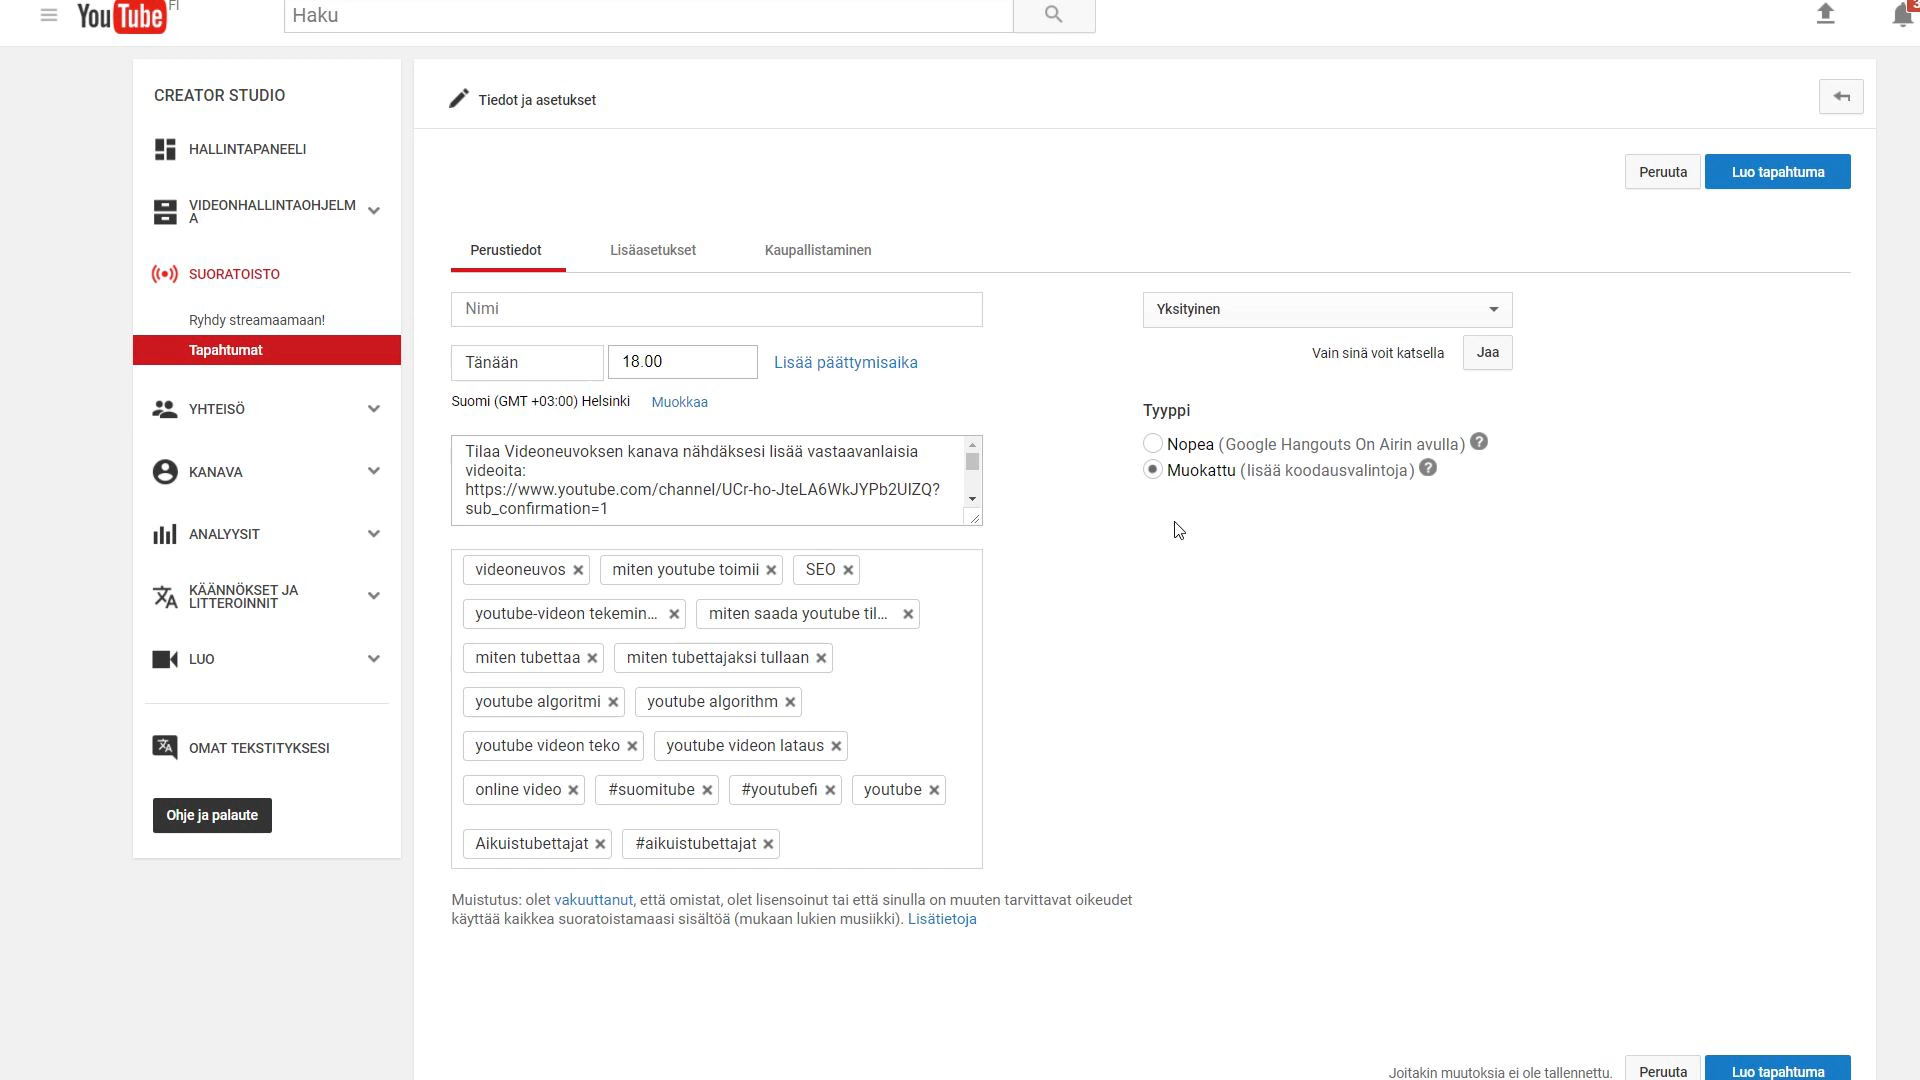 YouTube FI
Haku
3
CREATOR STUDIO
HALLINTAPANEELI
VIDEONHALLINTAOHJELM
A
SUORATOISTO
Ryhdy streamaamaan!
Tapahtumat
YHTEISÖ
KANAVA
ANALYYSIT
KÄÄNNÖKSET JA
LITTEROINNIT
LUO
OMAT TEKSTITYKSESI
Ohje ja palaute
Tiedot ja asetukset
Peruuta Luo tapahtuma
Perustiedot Lisäasetukset Kaupallistaminen
Nimi
Tänään 18.00 Lisää päättymisaika
Suomi (GMT +03:00) Helsinki Muokkaa
Tilaa Videoneuvoksen kanava nähdäksesi lisää vastaavanlaisia
videoita:
https://www.youtube.com/channel/UCr-ho-JteLA6WkJYPb2UIZQ?
sub_confirmation=1
videoneuvos miten youtube toimii SEO
youtube-videon tekemin... miten saada youtube til...
miten tubettaa miten tubettajaksi tullaan
youtube algoritmi youtube algorithm
youtube videon teko youtube videon lataus
online video #suomitube #youtubefi youtube
Aikuistubettajat #aikuistubettajat
Muistutus: olet vakuuttanut, että omistat, olet lisensoinut tai että sinulla on muuten tarvittavat oikeudet
käyttää kaikkea suoratoistamaasi sisältöä (mukaan lukien musiikki). Lisätietoja
Yksityinen
Vain sinä voit katsella Jaa
Tyyppi
Nopea (Google Hangouts On Airin avulla) ?
Muokattu (lisää koodausvalintoja) ?
Joitakin muutoksia ei ole tallennettu. Peruuta Luo tapahtuma